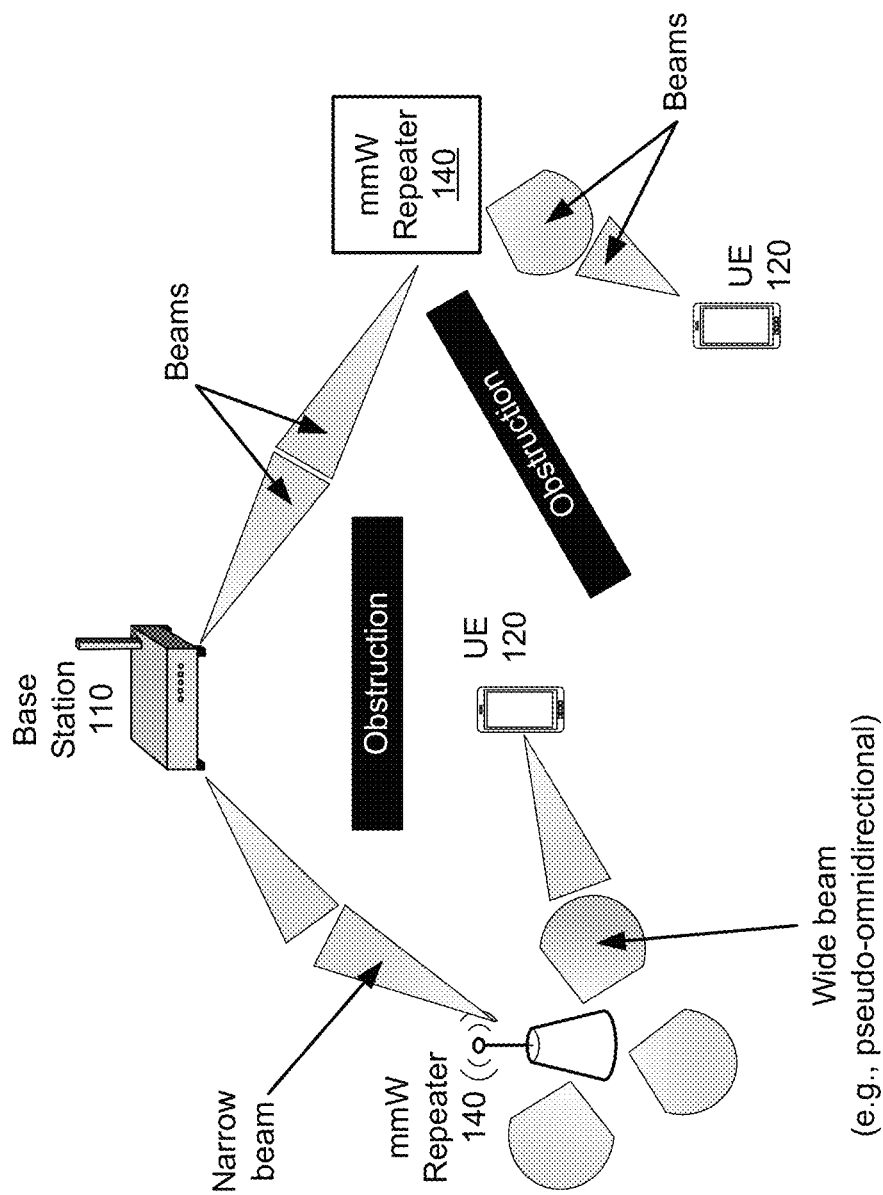 Base
Station
110
Beams
Narrow
beam
Obstruction
mmW
Repeater
140
mmW
Repeater
140
Obstruction
UE
120
UE
120
Beams
Wide beam
(e.g., pseudo-omnidirectional)